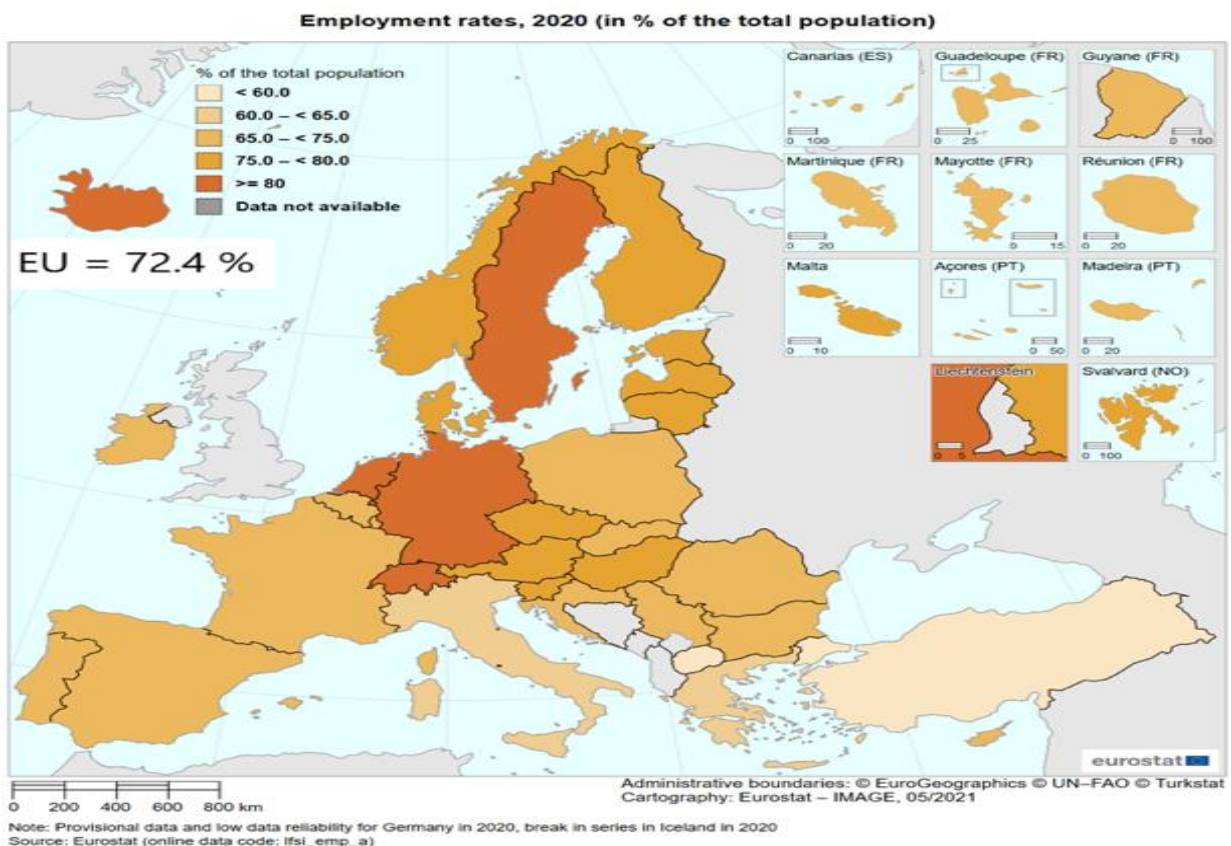 Employment rates, 2020 (in % of the total population)
% of the total population
< 60.0
60.0 – < 65.0
65.0 – < 75.0
75.0 – < 80.0
>= 80
Data not available
EU = 72.4 %
Canarias (ES)
0 100
Guadeloupe (FR)
0 25
Guyane (FR)
0 100
Martinique (FR)
0 20
Mayotte (FR)
0 15
Réunion (FR)
0 20
Malta
0 10
Açores (PT)
0 50
Madeira (PT)
0 20
Liechtenstein
0 5
Svalvard (NO)
0 100
eurostat
0 200 400 600 800 km
Administrative boundaries: © EuroGeographics © UN–FAO © Turkstat
Cartography: Eurostat – IMAGE, 05/2021
Note: Provisional data and low data reliability for Germany in 2020, break in series in Iceland in 2020
Source: Eurostat (online data code: lfsi_emp_a)